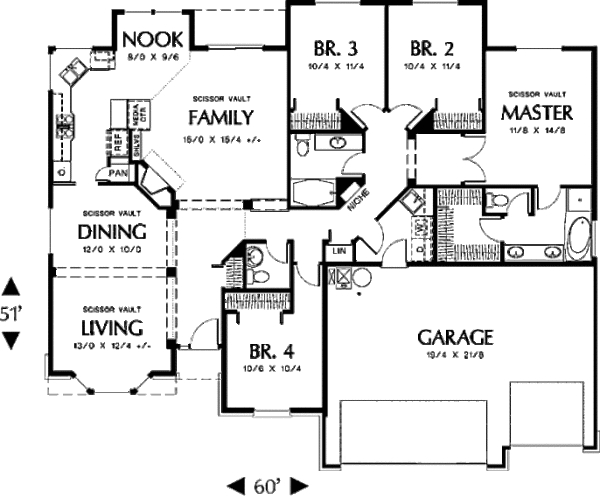 NOOK
8/0 X 9/6
BR. 3
10/4 X 11/4
BR. 2
10/4 X 11/4
SCISSOR VAULT
FAMILY
15/0 X 15/4 +/-
SCISSOR VAULT
MASTER
11/8 X 14/8
MEDIA
CTR
REF
SHLVS
PAN
NICHE
SCISSOR VAULT
DINING
12/0 X 10/0
LIN
W
SCISSOR VAULT
LIVING
13/0 X 12/4 +/-
BR. 4
10/6 X 10/4
GARAGE
19/4 X 21/8
51'
60'